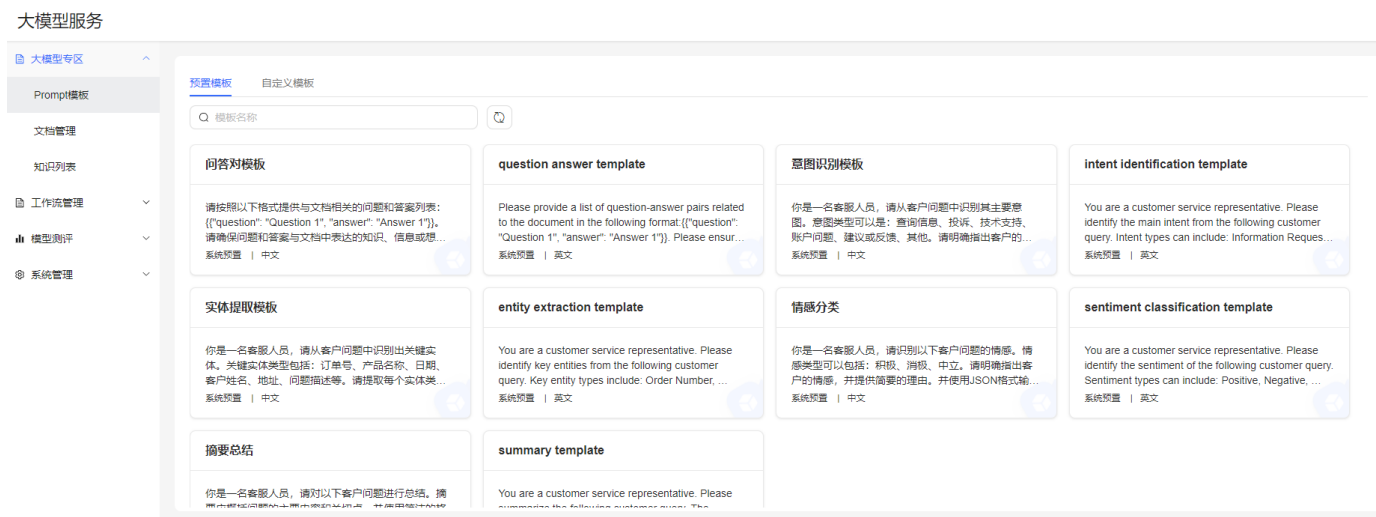 大模型服务
大模型专区
Prompt模板
文档管理
知识列表
工作流管理
模型测评
系统管理
预置模板
自定义模板
模板名称
问答对模板
请按照以下格式提供与文档相关的问题和答案列表：
{{"question": "Question 1", "answer": "Answer 1"}}。
请确保问题和答案与文档中表达的知识、信息或想…
系统预置 | 中文
question answer template
Please provide a list of question-answer pairs related
to the document in the following format:{{"question":
"Question 1", "answer": "Answer 1"}}. Please ensur…
系统预置 | 英文
意图识别模板
你是一名客服人员，请从客户问题中识别其主要意
图。意图类型可以是：查询信息、投诉、技术支持、
账户问题、建议或反馈、其他。请明确指出客户的…
系统预置 | 中文
intent identification template
You are a customer service representative. Please
identify the main intent from the following customer
query. Intent types can include: Information Reques…
系统预置 | 英文
实体提取模板
你是一名客服人员，请从客户问题中识别出关键实
体。关键实体类型包括：订单号、产品名称、日期、
客户姓名、地址、问题描述等。请提取每个实体类…
系统预置 | 中文
entity extraction template
You are a customer service representative. Please
identify key entities from the following customer
query. Key entity types include: Order Number, …
系统预置 | 英文
情感分类
你是一名客服人员，请识别以下客户问题的情感。情
感类型可以包括：积极、消极、中立。请明确指出客
户的情感，并提供简要的理由。并使用JSON格式输…
系统预置 | 中文
sentiment classification template
You are a customer service representative. Please
identify the sentiment of the following customer query.
Sentiment types can include: Positive, Negative, …
系统预置 | 英文
摘要总结
你是一名客服人员，请对以下客户问题进行总结。摘
summary template
You are a customer service representative. Please
summarize the following customer query. The